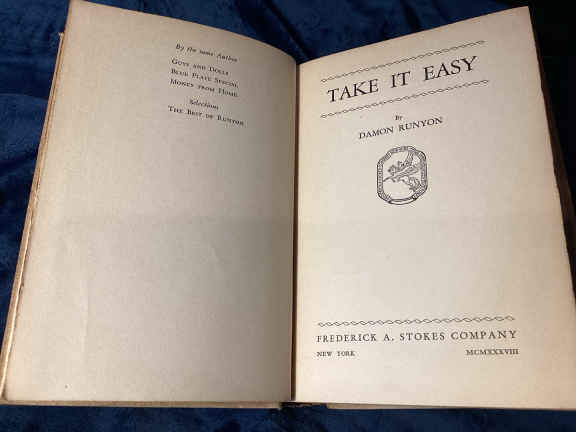 By the same Author
GUYS AND DOLLS
BLUE PLATE SPECIAL
MONEY FROM HOME
Selections
THE BEST OF RUNYON
TAKE IT EASY
By
DAMON RUNYON
FREDERICK A. STOKES COMPANY
NEW YORK MCMXXXVIII